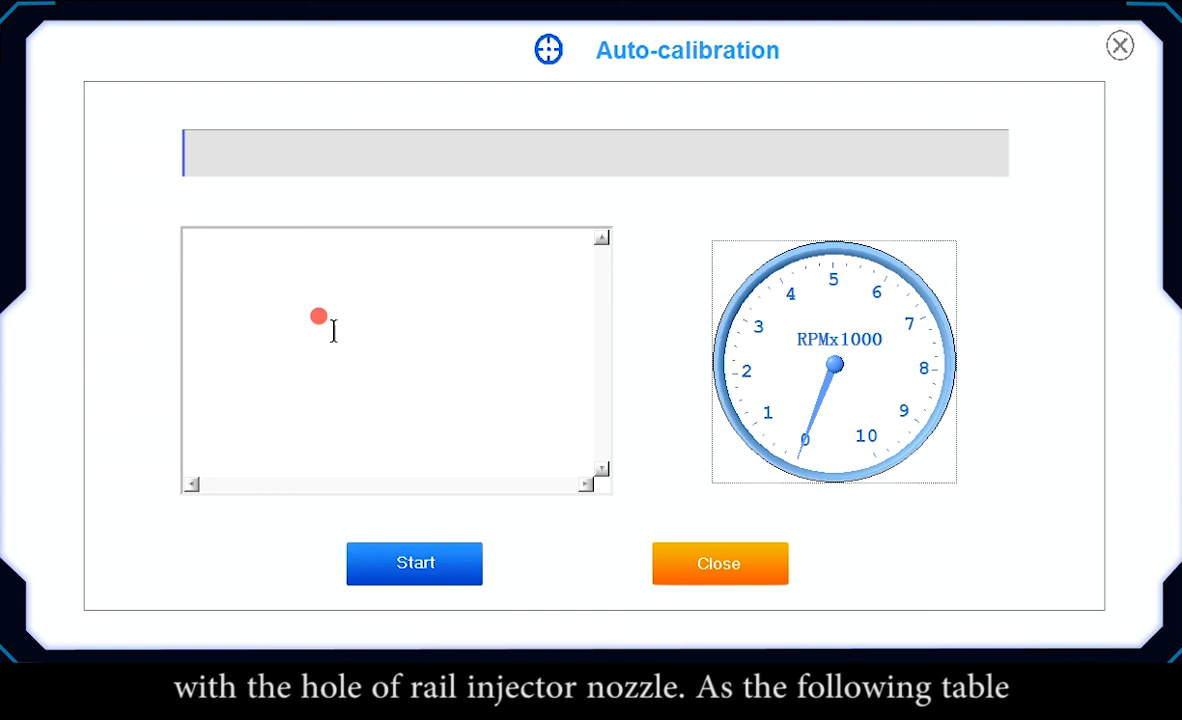 Auto-calibration
5
4
6
3
7
RPMx1000
2
8
1
9
0
10
Start
Close
with the hole of rail injector nozzle. As the following table